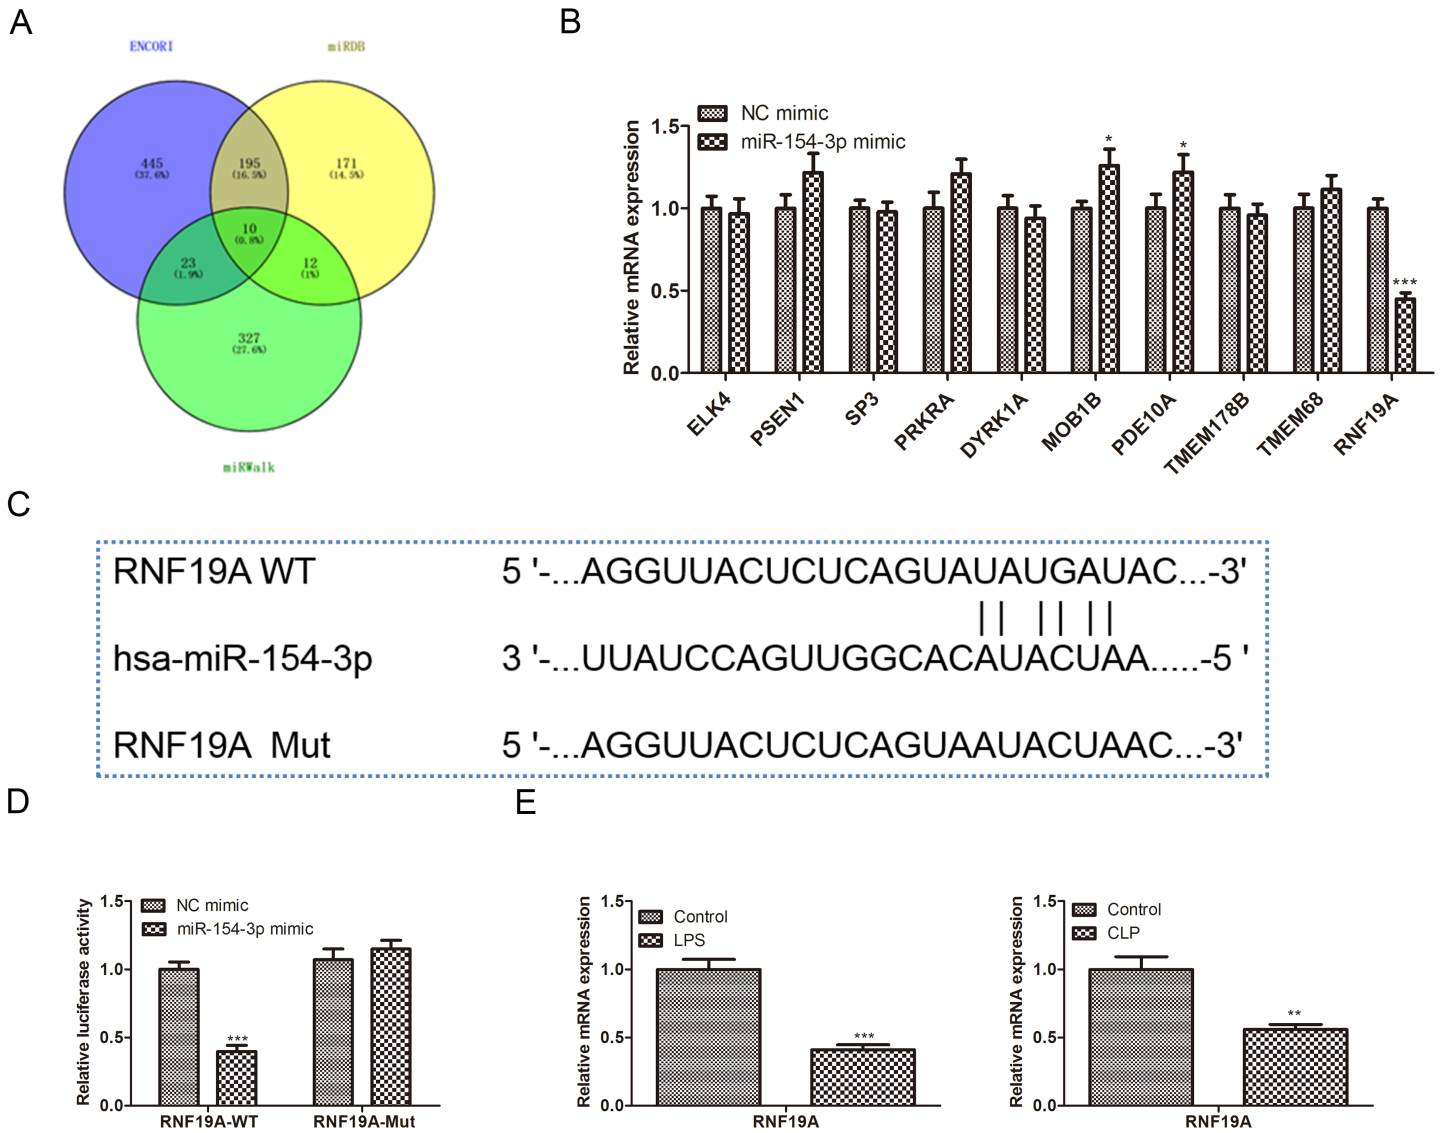 A
ENCORI
miRDB
445
(37.6%)
195
(16.5%)
171
(14.5%)
10
(0.8%)
23
(1.9%)
12
(1%)
327
(27.6%)
miRWalk
B
NC mimic
miR-154-3p mimic
Relative mRNA expression
1.5
1.0
0.5
0.0
* * ***
ELK4 PSEN1 SP3 PRKRA DYRK1A MOB1B PDE10A TMEM178B TMEM68 RNF19A
C
RNF19A WT 5 '-...AGGUUACUCUCAGUAUAUGAUAC...-3'
hsa-miR-154-3p 3 '-...UUAUCCAGUUGGCACAUACUAA.....-5 '
RNF19A Mut 5 '-...AGGUUACUCUCAGUAAUACUAAC...-3'
D
NC mimic
miR-154-3p mimic
Relative luciferase activity
1.5
1.0
0.5
0.0
***
RNF19A-WT RNF19A-Mut
E
Control
LPS
Relative mRNA expression
1.5
1.0
0.5
0.0
***
RNF19A
Control
CLP
Relative mRNA expression
1.5
1.0
0.5
0.0
**
RNF19A